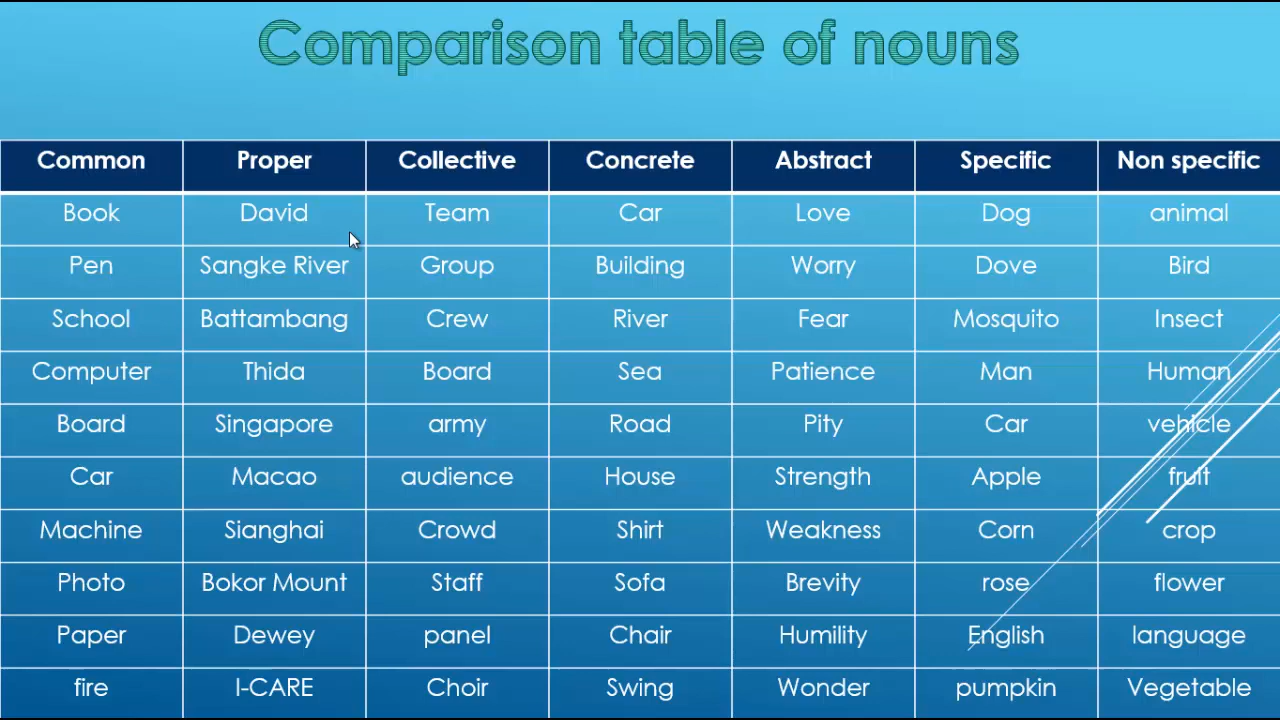 Comparison table of nouns
Common Proper Collective Concrete Abstract Specific Non specific
Book David Team Car Love Dog animal
Pen Sangke River Group Building Worry Dove Bird
School Battambang Crew River Fear Mosquito Insect
Computer Thida Board Sea Patience Man Human
Board Singapore army Road Pity Car vehicle
Car Macao audience House Strength Apple fruit
Machine Sianghai Crowd Shirt Weakness Corn crop
Photo Bokor Mount Staff Sofa Brevity rose flower
Paper Dewey panel Chair Humility English language
fire I-CARE Choir Swing Wonder pumpkin Vegetable